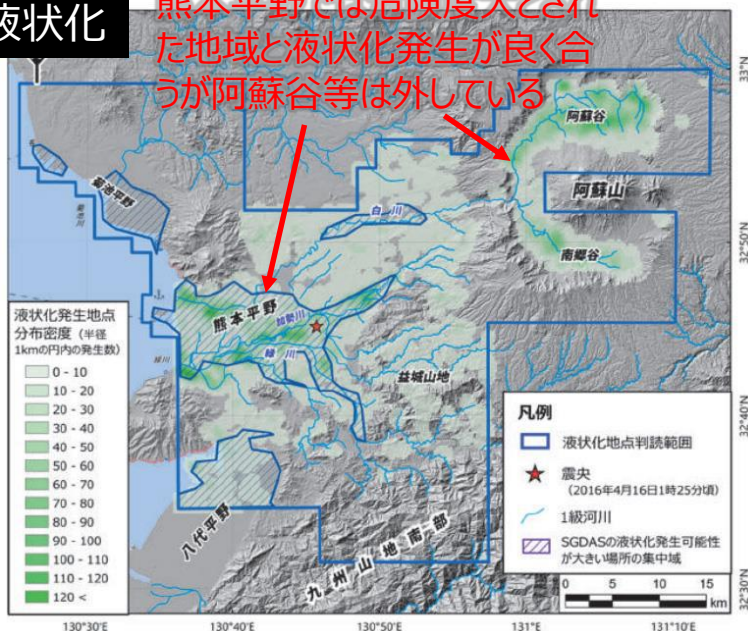 液状化
熊本平野では危険度大とされ
た地域と液状化発生が良く合
うが阿蘇谷等は外している
33°N
阿蘇谷
阿蘇山
菊池平野
菊池川
白川
32°50'N
南郷谷
熊本平野
加勢川
緑川
緑川
益城山地
32°40'N
八代平野
九州山地南部
32°30'N
液状化発生地点
分布密度（半径
1kmの円内の発生数）
0 - 10
10 - 20
20 - 30
30 - 40
40 - 50
50 - 60
60 - 70
70 - 80
80 - 90
90 - 100
100 - 110
110 - 120
120 <
凡例
液状化地点判読範囲
震央
（2016年4月16日1時25分頃）
1級河川
SGDASの液状化発生可能性
が大きい場所の集中域
0 5 10 15
km
130°30'E 130°40'E 130°50'E 131°E 131°10'E